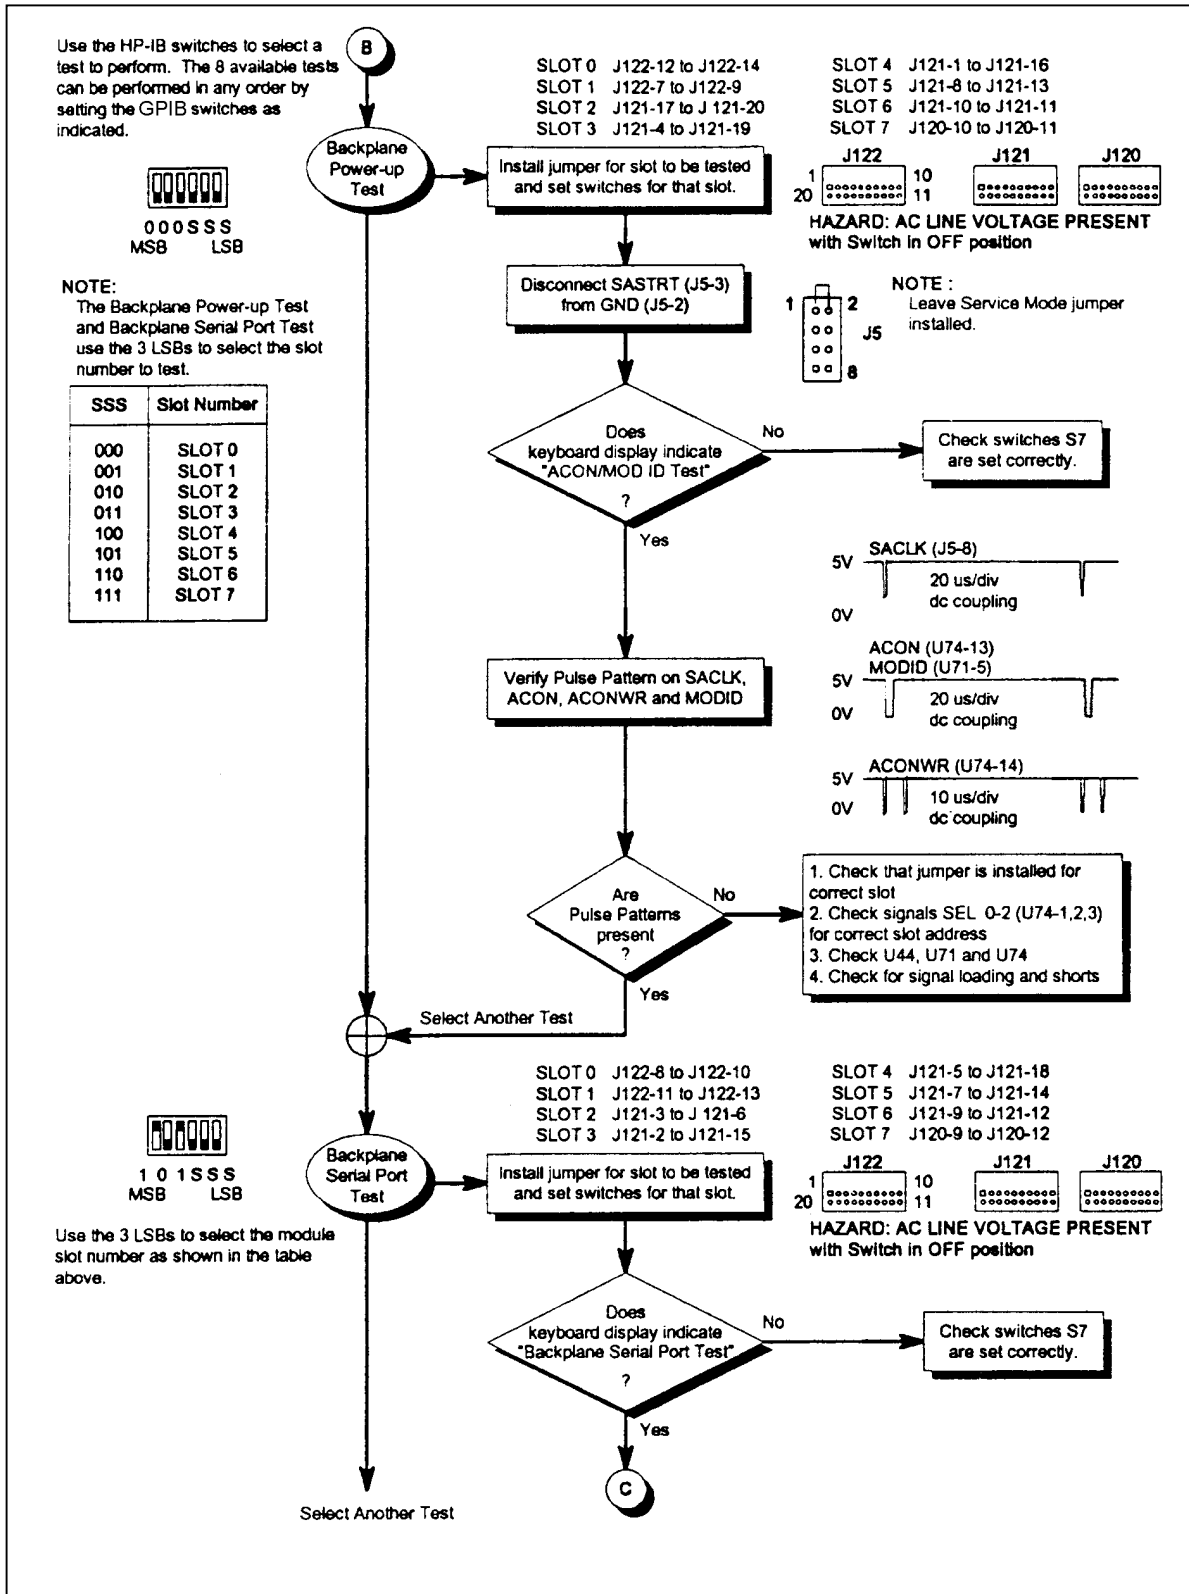 Use the HP-IB switches to select a
test to perform. The 8 available tests
can be performed in any order by
setting the GPIB switches as
indicated.
B
SLOT 0 J122-12 to J122-14
SLOT 1 J122-7 to J122-9
SLOT 2 J121-17 to J 121-20
SLOT 3 J121-4 to J121-19
SLOT 4 J121-1 to J121-16
SLOT 5 J121-8 to J121-13
SLOT 6 J121-10 to J121-11
SLOT 7 J120-10 to J120-11
Backplane
Power-up
Test
Install jumper for slot to be tested
and set switches for that slot.
J122
J121
J120
1
10
20
11
HAZARD: AC LINE VOLTAGE PRESENT
with Switch in OFF position
0 0 0 S S S
MSB LSB
NOTE:
The Backplane Power-up Test
and Backplane Serial Port Test
use the 3 LSBs to select the slot
number to test.
SSS Slot Number
000 SLOT 0
001 SLOT 1
010 SLOT 2
011 SLOT 3
100 SLOT 4
101 SLOT 5
110 SLOT 6
111 SLOT 7
Disconnect SASTRT (J5-3)
from GND (J5-2)
NOTE :
Leave Service Mode jumper
installed.
1
2
J5
8
Does
keyboard display indicate
"ACON/MOD ID Test"
?
No
Check switches S7
are set correctly.
Yes
SACLK (J5-8)
5V
20 us/div
dc coupling
0V
Verify Pulse Pattern on SACLK,
ACON, ACONWR and MODID
ACON (U74-13)
MODID (U71-5)
5V
20 us/div
0V
dc coupling
ACONWR (U74-14)
5V
10 us/div
0V
dc coupling
Are
Pulse Patterns
present
?
No
1. Check that jumper is installed for
correct slot
2. Check signals SEL 0-2 (U74-1,2,3)
for correct slot address
3. Check U44, U71 and U74
4. Check for signal loading and shorts
Yes
Select Another Test
SLOT 0 J122-8 to J122-10
SLOT 1 J122-11 to J122-13
SLOT 2 J121-3 to J 121-6
SLOT 3 J121-2 to J121-15
SLOT 4 J121-5 to J121-18
SLOT 5 J121-7 to J121-14
SLOT 6 J121-9 to J121-12
SLOT 7 J120-9 to J120-12
1 0 1 S S S
MSB LSB
Use the 3 LSBs to select the module
slot number as shown in the table
above.
Backplane
Serial Port
Test
Install jumper for slot to be tested
and set switches for that slot.
J122
J121
J120
1
10
20
11
HAZARD: AC LINE VOLTAGE PRESENT
with Switch in OFF position
Does
keyboard display indicate
"Backplane Serial Port Test"
?
No
Check switches S7
are set correctly.
Yes
C
Select Another Test